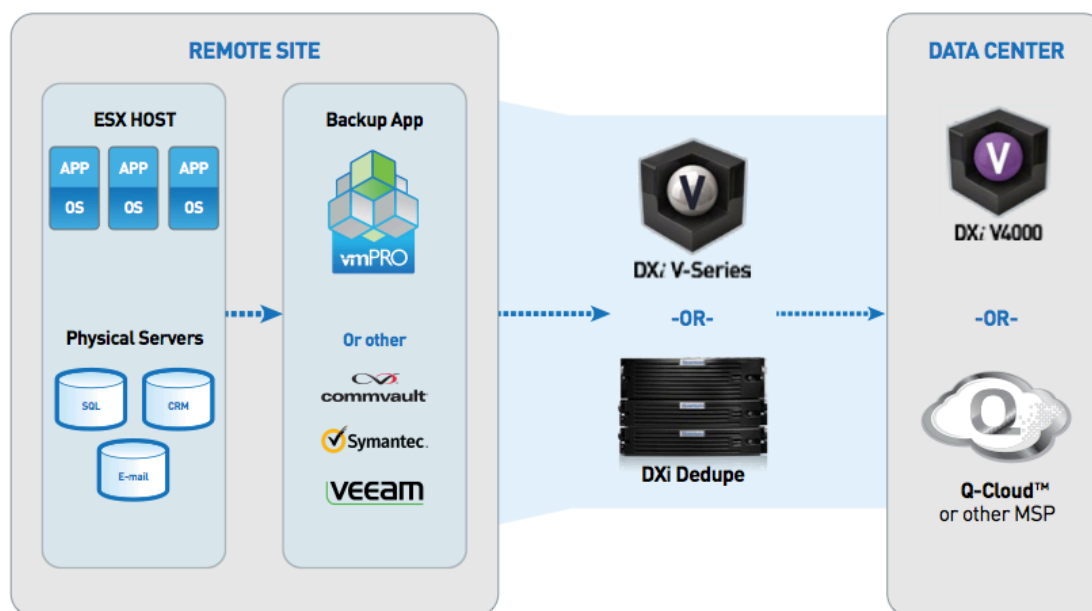 REMOTE SITE
ESX HOST
APP APP APP
OS OS OS
Physical Servers
SQL
CRM
E-mail
Backup App
vmPRO
Or other
commvault
Symantec.
veeam
V
DXi V-Series
-OR-
DXi Dedupe
DATA CENTER
V
DXi V4000
-OR-
Q
Q-Cloud™
or other MSP